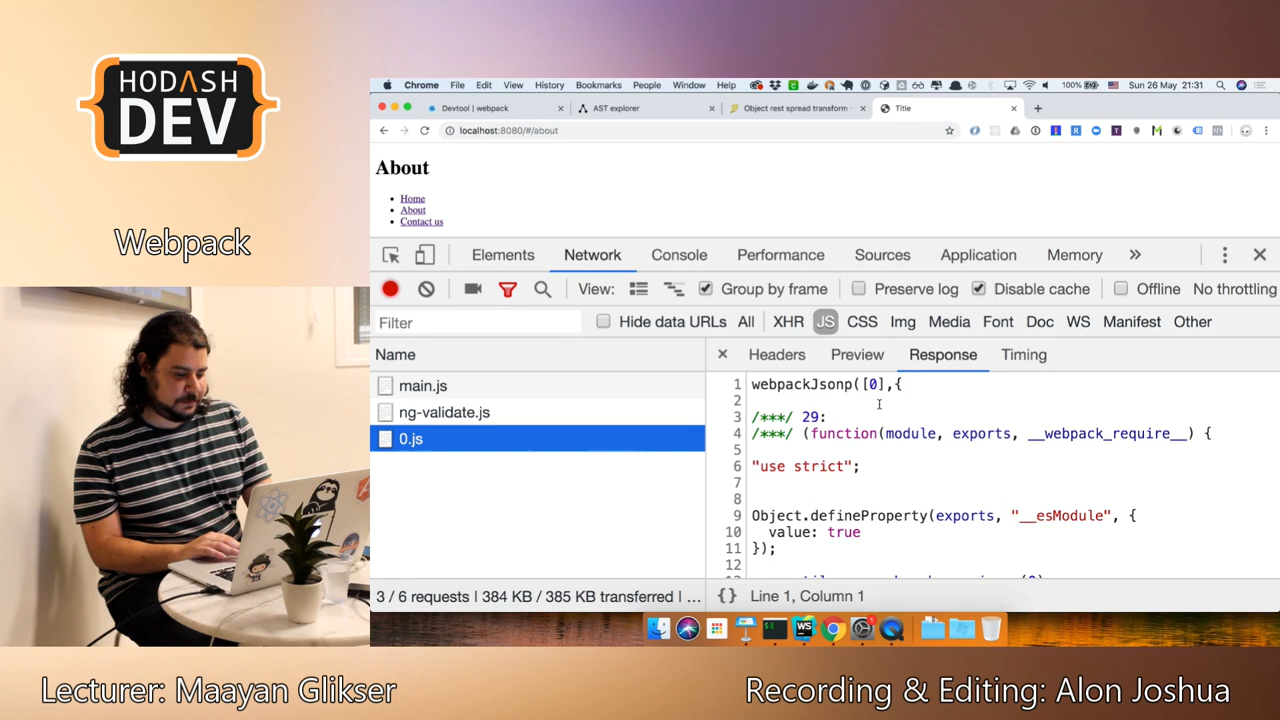 HODASH
DEV
Webpack
Chrome File Edit View History Bookmarks People Window Help 100% Sun 26 May 21:31
Devtool | webpack AST explorer Object rest spread transform · Title
localhost:8080/#/about
About
Home
About
Contact us
Elements Network Console Performance Sources Application Memory
View: Group by frame Preserve log Disable cache Offline No throttling
Filter Hide data URLs All XHR JS CSS Img Media Font Doc WS Manifest Other
Name Headers Preview Response Timing
main.js
ng-validate.js
0.js
1 webpackJsonp([0],{
2
3 /***/ 29:
4 /***/ (function(module, exports, __webpack_require__) {
5
6 "use strict";
7
8
9 Object.defineProperty(exports, "__esModule", {
10 value: true
11 });
12
3 / 6 requests | 384 KB / 385 KB transferred | ... {} Line 1, Column 1
Lecturer: Maayan Glikser
Recording & Editing: Alon Joshua